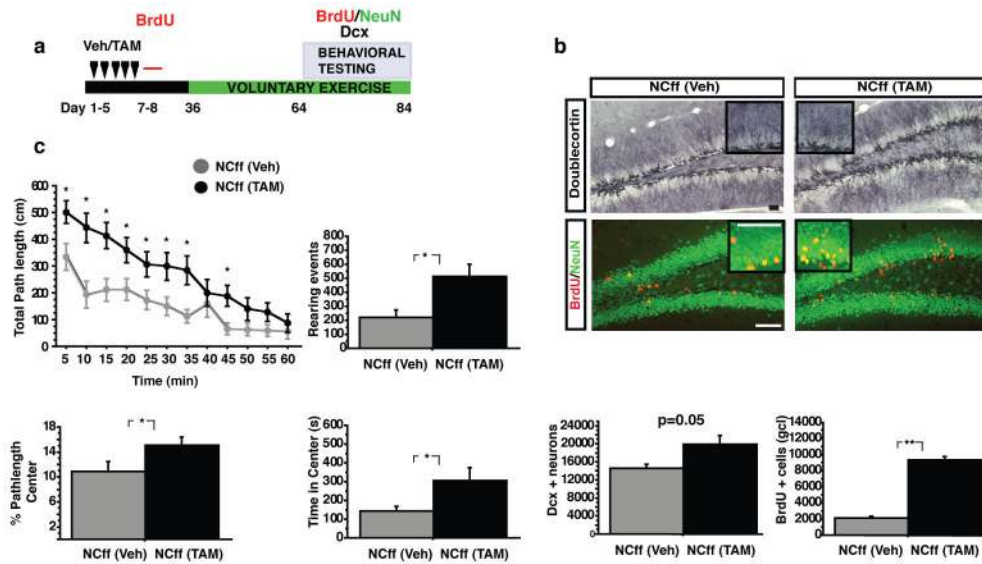 a
BrdU
Veh/TAM
BrdU/NeuN
Dcx
BEHAVIORAL
TESTING
VOLUNTARY EXERCISE
Day 1-5 7-8 36 64 84
b
NCff (Veh) NCff (TAM)
Doublecortin
BrdU/NeuN
c
NCff (Veh)
NCff (TAM)
Total Path length (cm)
600
500
400
300
200
100
0
* * * * * * * *
5 10 15 20 25 30 35 40 45 50 55 60
Time (min)
Rearing events
900
800
700
600
500
400
300
200
100
0
*
NCff (Veh) NCff (TAM)
% Pathlength
Center
18
16
14
12
10
8
6
4
2
*
NCff (Veh) NCff (TAM)
Time in Center (s)
600
500
400
300
200
100
0
*
NCff (Veh) NCff (TAM)
Dcx + neurons
p=0.05
24000
20000
16000
12000
8000
4000
0
NCff (Veh) NCff (TAM)
BrdU + cells (gcl)
14000
12000
10000
8000
6000
4000
2000
0
**
NCff (Veh) NCff (TAM)